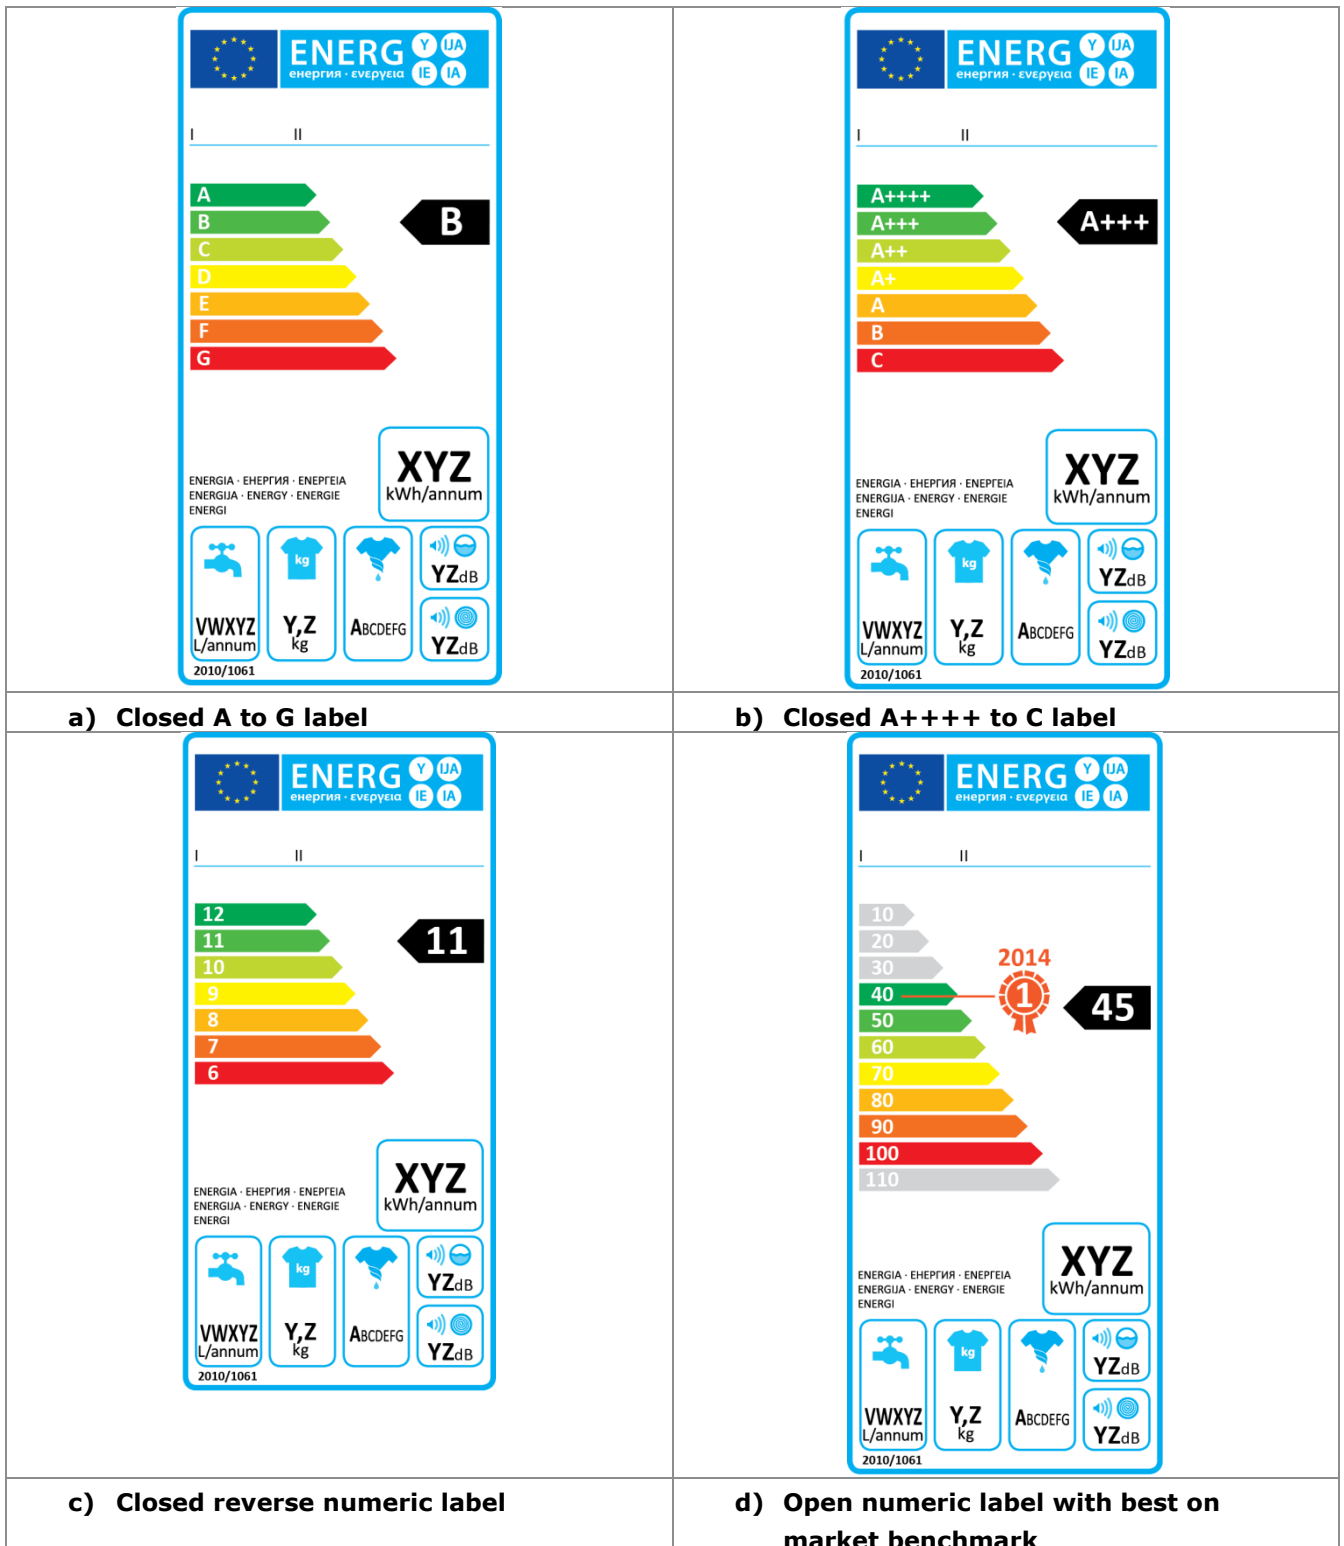 ENERG Y IJA
енергия · ενεργεια IE IA
I II
A
B
B
C
D
E
F
G
XYZ
kWh/annum
ENERGIA · ЕНЕРГИЯ · ΕΝΕΡΓΕΙΑ
ENERGIJA · ENERGY · ENERGIE
ENERGI
kg
YZdB
VWXYZ
L/annum
Y,Z
kg
ABCDEFG
YZdB
2010/1061
a) Closed A to G label
ENERG Y IJA
енергия · ενεργεια IE IA
I II
A++++
A+++
A+++
A++
A+
A
B
C
XYZ
kWh/annum
ENERGIA · ЕНЕРГИЯ · ΕΝΕΡΓΕΙΑ
ENERGIJA · ENERGY · ENERGIE
ENERGI
kg
YZdB
VWXYZ
L/annum
Y,Z
kg
ABCDEFG
YZdB
2010/1061
b) Closed A++++ to C label
ENERG Y IJA
енергия · ενεργεια IE IA
I II
12
11
11
10
9
8
7
6
XYZ
kWh/annum
ENERGIA · ЕНЕРГИЯ · ΕΝΕΡΓΕΙΑ
ENERGIJA · ENERGY · ENERGIE
ENERGI
kg
YZdB
VWXYZ
L/annum
Y,Z
kg
ABCDEFG
YZdB
2010/1061
c) Closed reverse numeric label
ENERG Y IJA
енергия · ενεργεια IE IA
I II
10
20
30
2014
40
1
45
50
60
70
80
90
100
110
XYZ
kWh/annum
ENERGIA · ЕНЕРГИЯ · ΕΝΕΡΓΕΙΑ
ENERGIJA · ENERGY · ENERGIE
ENERGI
kg
YZdB
VWXYZ
L/annum
Y,Z
kg
ABCDEFG
YZdB
2010/1061
d) Open numeric label with best on
market benchmark